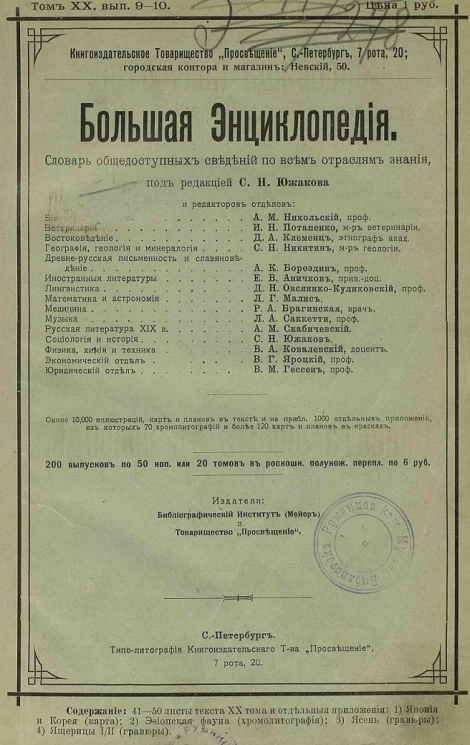 Томъ XX, вып. 9—10. Цѣна 1 руб.
Книгоиздательское Товарищество „Просвѣщеніе“, С.-Петербургъ, 7 рота, 20;
городская контора и магазинъ: Невскій, 50.
Большая Энциклопедія.
Словарь общедоступныхъ свѣдѣній по всѣмъ отраслямъ знанія,
подъ редакціей С. Н. Южакова
и редакторовъ отдѣловъ:
А. М. Никольскій, проф.
Ветеринарія И. Н. Потапенко, м-ръ ветеринаріи.
Востоковѣдѣніе Д. А. Клеменцъ, этнографъ акад.
Географія, геологія и минералогія С. Н. Никитинъ, м-ръ геологіи.
Древне-русская письменность и славяновѣ-
дѣніе А. К. Бороздинъ, проф.
Иностранныя литературы Е. В. Аничковъ, прив.-доц.
Лингвистика Д. Н. Овсянико-Куликовскій, проф.
Математика и астрономія Л. Г. Малисъ.
Медицина Р. А. Брагинская, врачъ.
Музыка Л. А. Саккетти, проф.
Русская литература XIX в. А. М. Скабичевскій.
Соціологія и исторія С. Н. Южаковъ.
Физика, химія и техника В. А. Ковалевскій, доцентъ.
Экономическій отдѣлъ В. Г. Яроцкій, проф.
Юридическій отдѣлъ В. М. Гессенъ, проф.
Около 10,000 иллюстрацій, картъ и плановъ въ текстѣ и на прибл. 1000 отдѣльныхъ приложеній,
изъ которыхъ 70 хромолитографій и болѣе 120 картъ и плановъ въ краскахъ.
200 выпусковъ по 50 коп. или 20 томовъ въ роскошн. полукож. перепл. по 6 руб.
Издатели:
Библіографическій Институтъ (Мейеръ)
и
Товарищество „Просвѣщеніе“.
Библіотека Румянцев
С.-Петербургъ.
Типо-литографія Книгоиздательскаго Т-ва „Просвѣщеніе“,
7 рота, 20.
Содержаніе: 41—50 листы текста XX тома и отдѣльныя приложенія: 1) Японія
и Корея (карта); 2) Эѳіопская фауна (хромолитографія); 3) Ясень (гравюры);
4) Ящерицы I/II (гравюры).